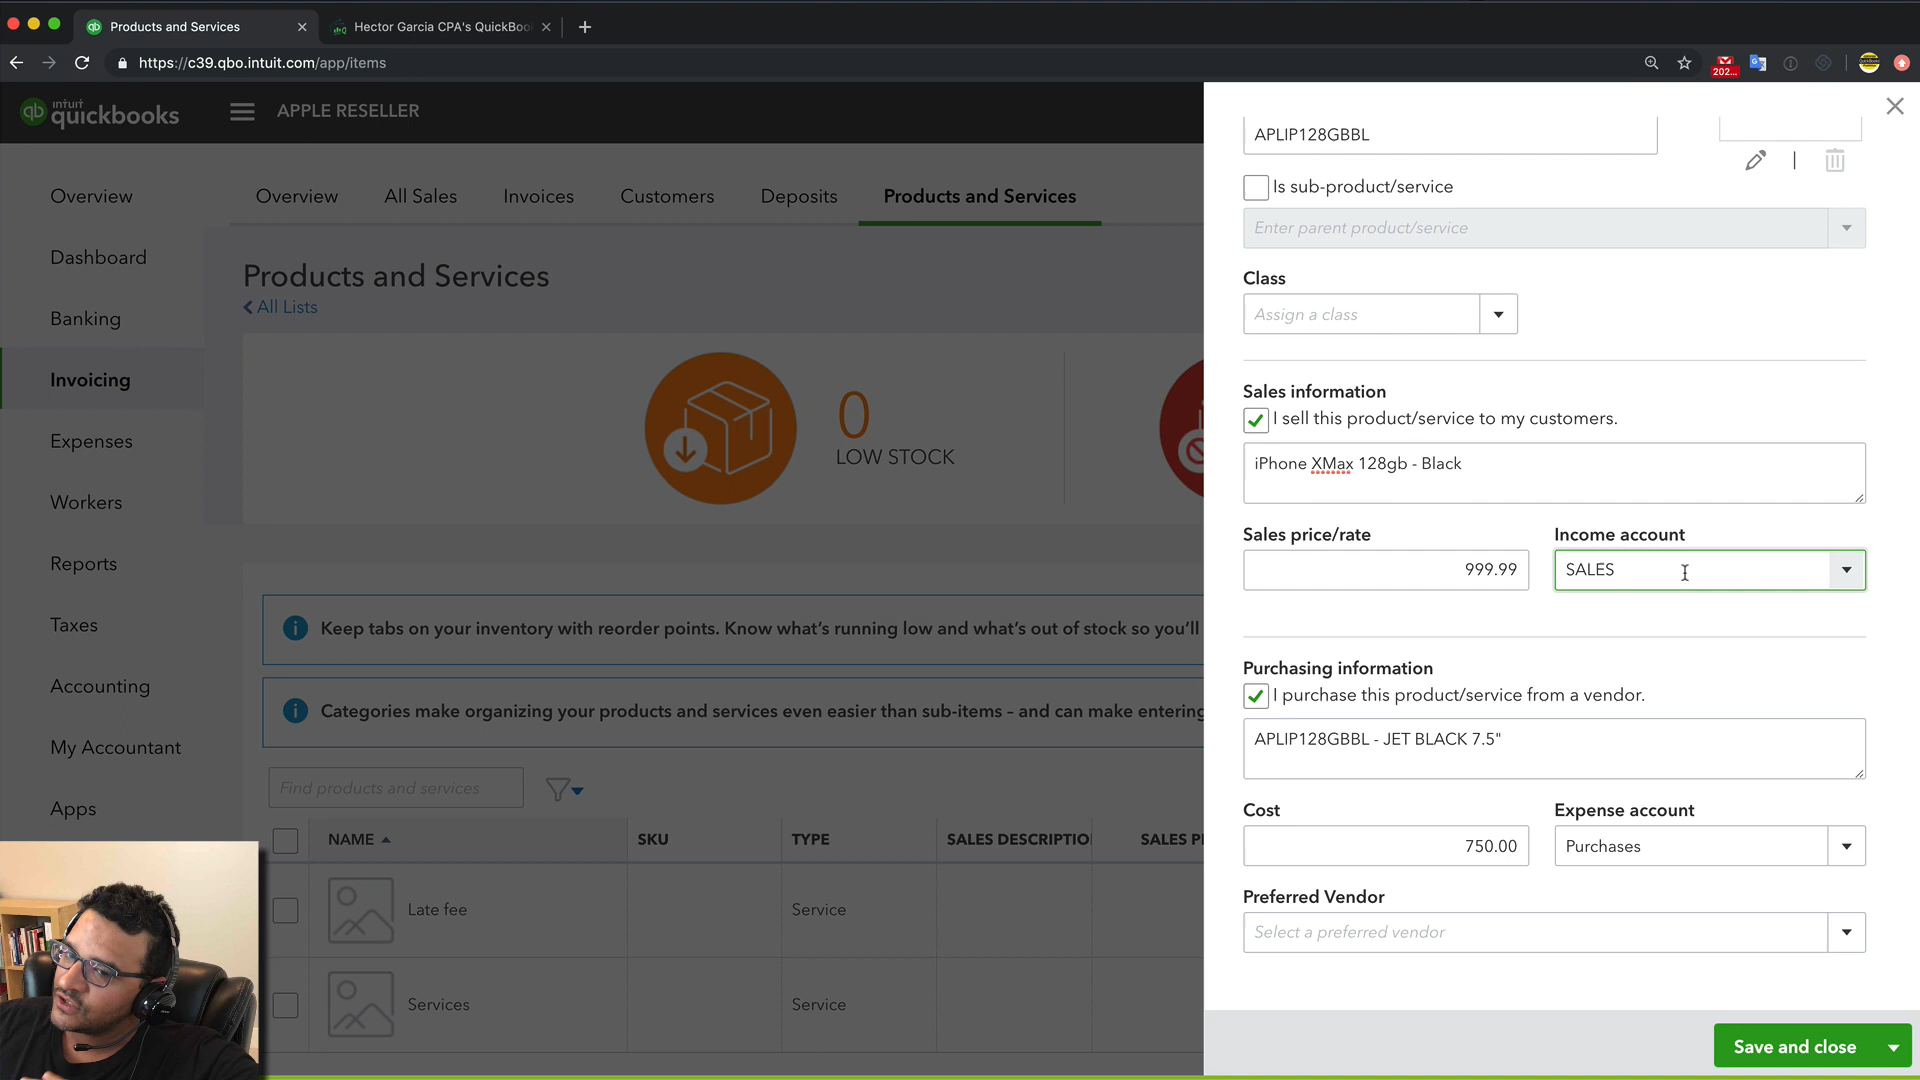 Products and Services
Hector Garcia CPA's QuickBoo
https://c39.qbo.intuit.com/app/items
202...
qb
intuit
quickbooks
APPLE RESELLER
Overview
Dashboard
Banking
Invoicing
Expenses
Workers
Reports
Taxes
Accounting
My Accountant
Apps
Overview
All Sales
Invoices
Customers
Deposits
Products and Services
Products and Services
All Lists
0
LOW STOCK
Keep tabs on your inventory with reorder points. Know what's running low and what's out of stock so you'll
Categories make organizing your products and services even easier than sub-items – and can make entering
Find products and services
NAME SKU TYPE SALES DESCRIPTIO SALES P
Late fee Service
Services Service
APLIP128GBBL
Is sub-product/service
Enter parent product/service
Class
Assign a class
Sales information
I sell this product/service to my customers.
iPhone XMax 128gb - Black
Sales price/rate Income account
999.99 SALES
Purchasing information
I purchase this product/service from a vendor.
APLIP128GBBL - JET BLACK 7.5"
Cost Expense account
750.00 Purchases
Preferred Vendor
Select a preferred vendor
Save and close